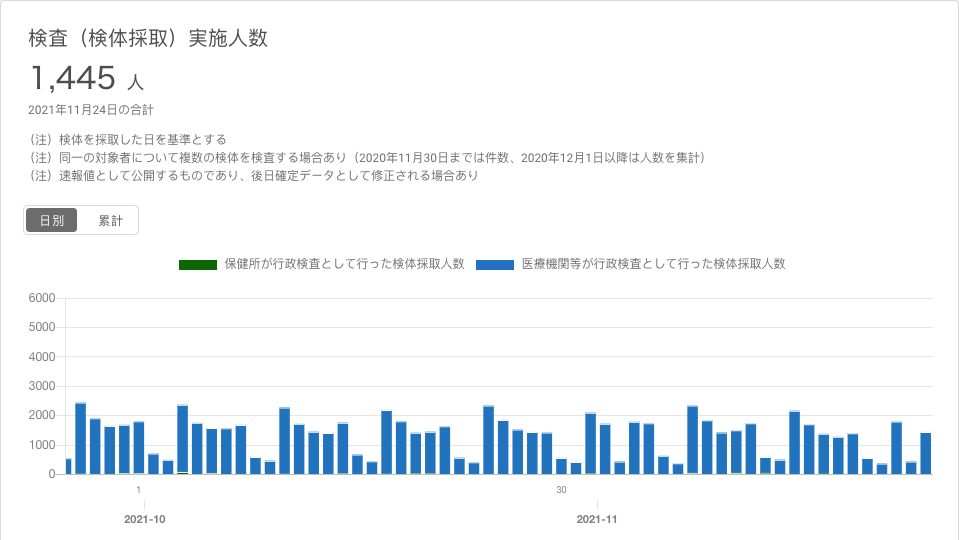 検査（検体採取）実施人数
1,445 人
2021年11月24日の合計
（注）検体を採取した日を基準とする
（注）同一の対象者について複数の検体を検査する場合あり（2020年11月30日までは件数、2020年12月1日以降は人数を集計）
（注）速報値として公開するものであり、後日確定データとして修正される場合あり
日別 累計
保健所が行政検査として行った検体採取人数 医療機関等が行政検査として行った検体採取人数
6000
5000
4000
3000
2000
1000
0
1 30
2021-10 2021-11